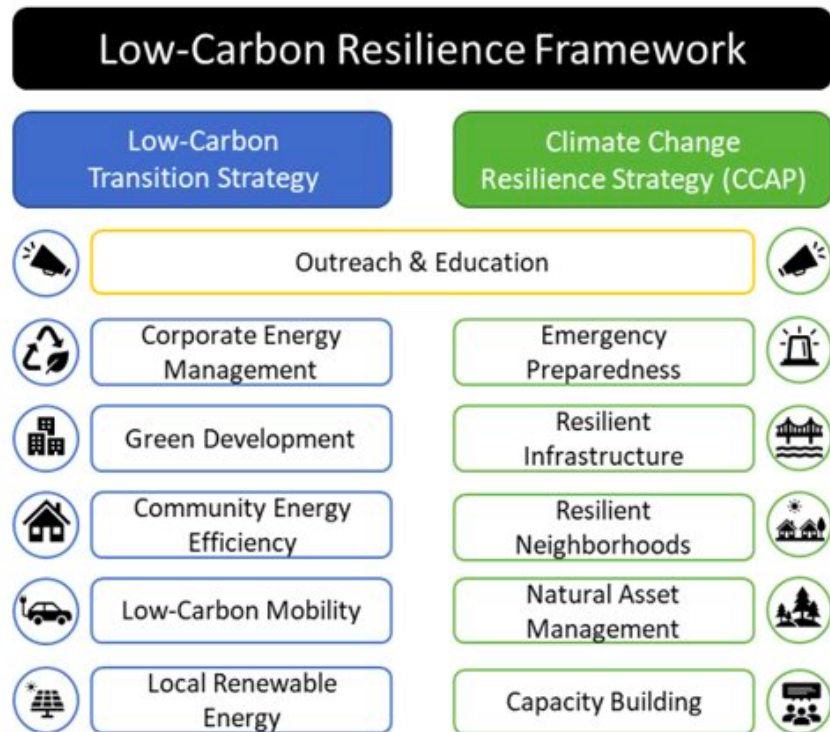 Low-Carbon Resilience Framework
Low-Carbon
Transition Strategy
Climate Change
Resilience Strategy (CCAP)
Outreach & Education
Corporate Energy
Management
Emergency
Preparedness
Green Development
Resilient
Infrastructure
Community Energy
Efficiency
Resilient
Neighborhoods
Low-Carbon Mobility
Natural Asset
Management
Local Renewable
Energy
Capacity Building